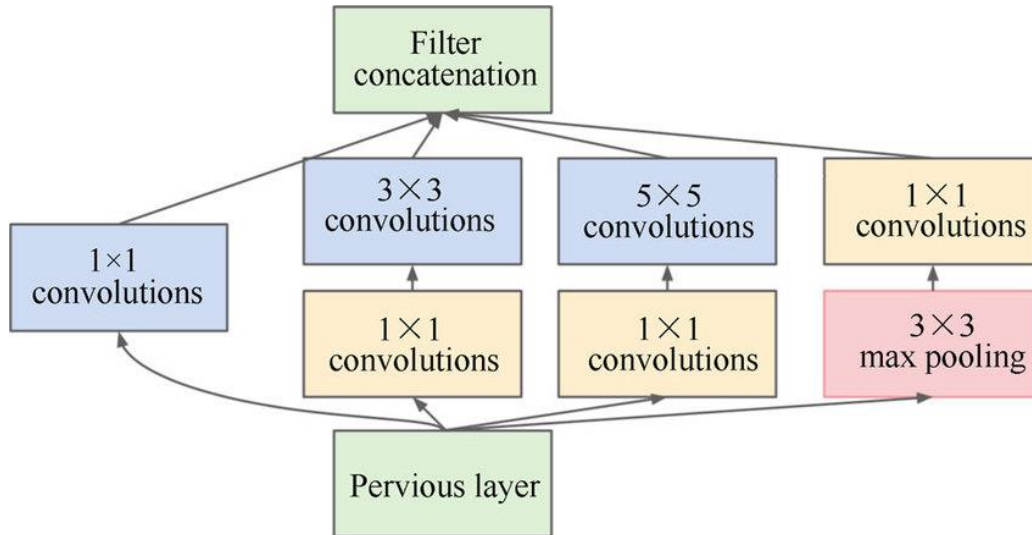 Filter
concatenation
3×3
convolutions
5×5
convolutions
1×1
convolutions
1×1
convolutions
1×1
convolutions
1×1
convolutions
3×3
max pooling
Pervious layer